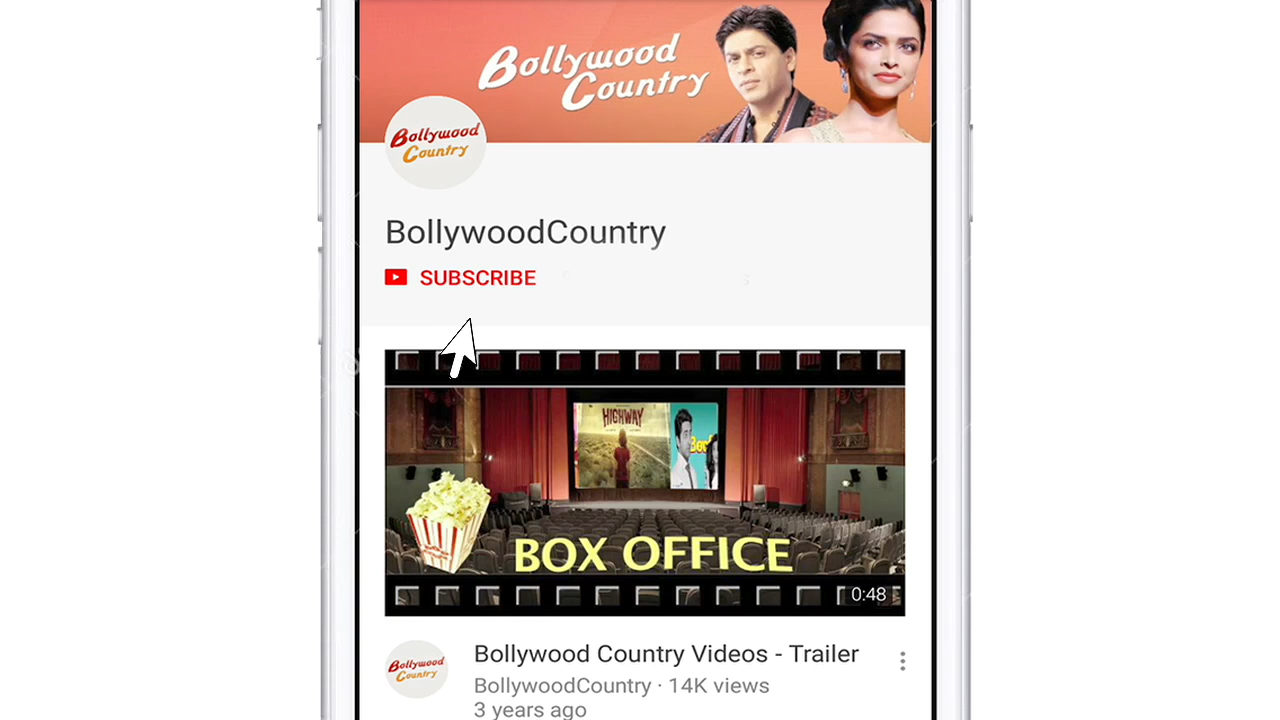 Bollywood
Country
Bollywood
Country
BollywoodCountry
SUBSCRIBE
HIGHWAY
BOX OFFICE
0:48
Bollywood
Country
Bollywood Country Videos - Trailer
BollywoodCountry · 14K views
3 years ago